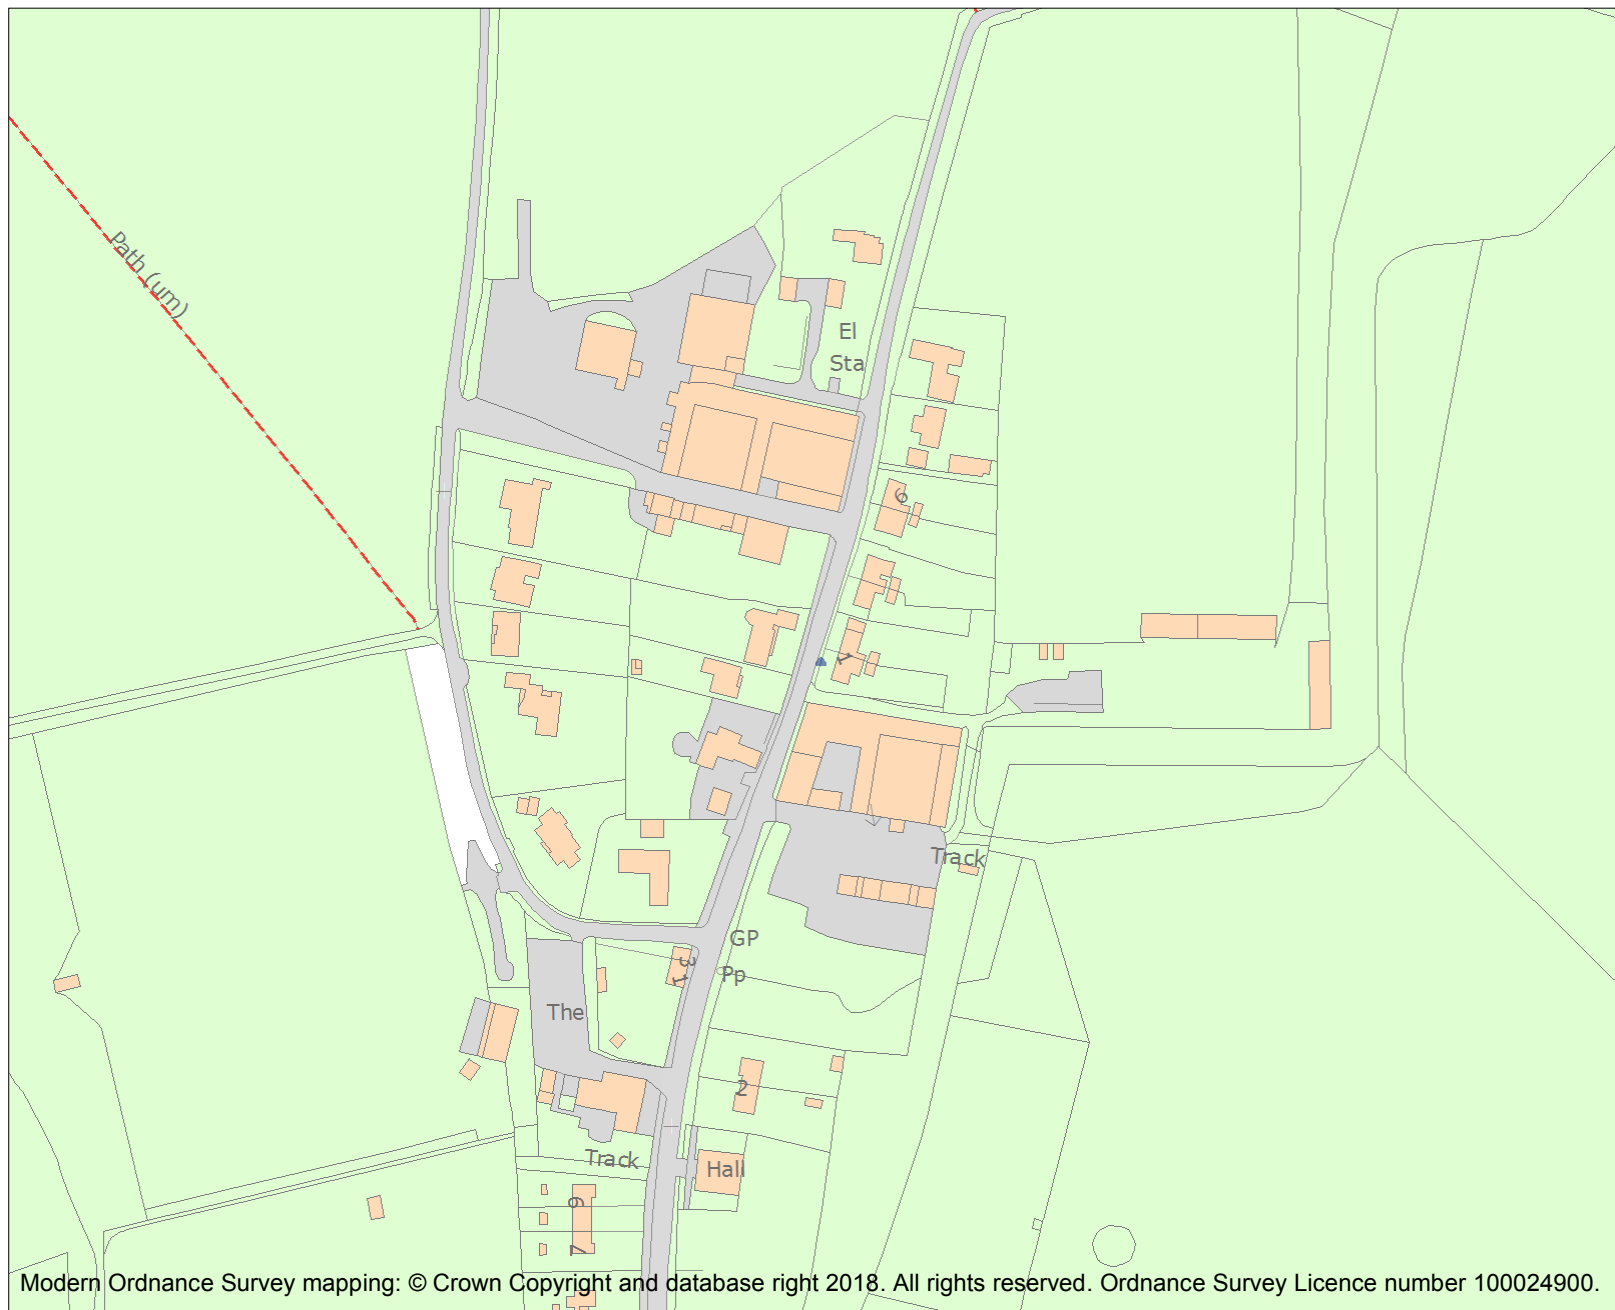 Path (um)
El
Sta
6
1
Track
GP
31
Pp
The
2
Track
Hall
6
7
Modern Ordnance Survey mapping: © Crown Copyright and database right 2018. All rights reserved. Ordnance Survey Licence number 100024900.